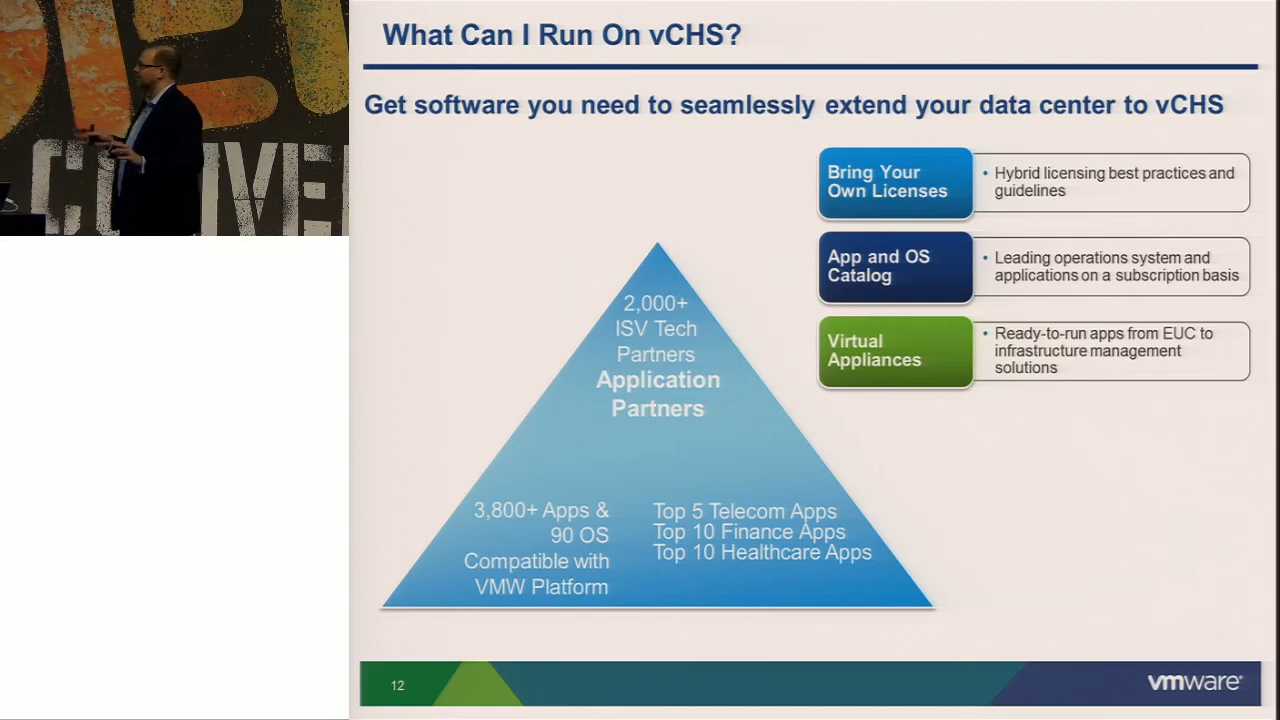 What Can I Run On vCHS?
Get software you need to seamlessly extend your data center to vCHS
Bring Your
Own Licenses
• Hybrid licensing best practices and
guidelines
App and OS
Catalog
• Leading operations system and
applications on a subscription basis
Virtual
Appliances
• Ready-to-run apps from EUC to
infrastructure management
solutions
2,000+
ISV Tech
Partners
Application
Partners
3,800+ Apps &
90 OS
Compatible with
VMW Platform
Top 5 Telecom Apps
Top 10 Finance Apps
Top 10 Healthcare Apps
12
vmware